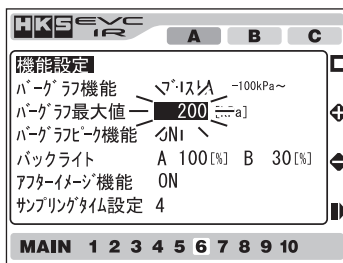 HKS EVC
IR
A B C
機能設定
バーグラフ機能 ブースト/A -100kPa～
バーグラフ最大値 200 [kPa]
バーグラフピーク機能 ON
バックライト A 100[%] B 30[%]
アフターイメージ機能 ON
サンプリングタイム設定 4
MAIN 1 2 3 4 5 6 7 8 9 10